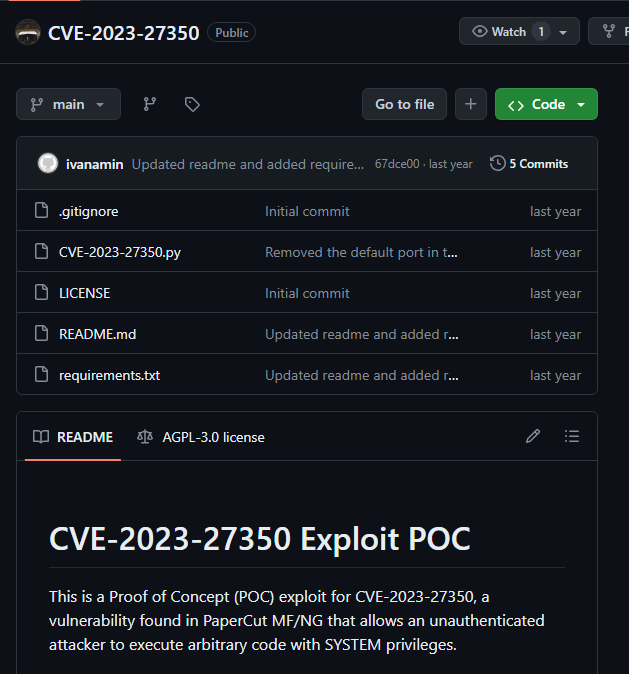 CVE-2023-27350 Public Watch 1
main Go to file Code
ivanamin Updated readme and added require... 67dce00 · last year 5 Commits
.gitignore Initial commit last year
CVE-2023-27350.py Removed the default port in t... last year
LICENSE Initial commit last year
README.md Updated readme and added r... last year
requirements.txt Updated readme and added r... last year
README AGPL-3.0 license
CVE-2023-27350 Exploit POC
This is a Proof of Concept (POC) exploit for CVE-2023-27350, a
vulnerability found in PaperCut MF/NG that allows an unauthenticated
attacker to execute arbitrary code with SYSTEM privileges.